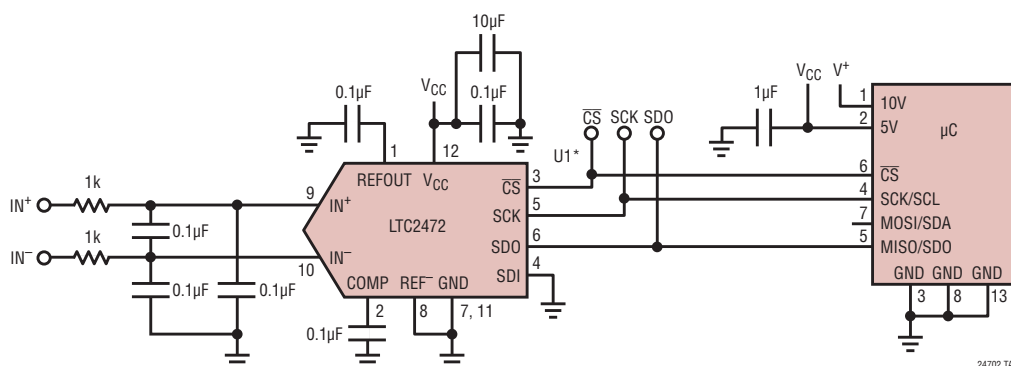 10µF
VCC
0.1µF
0.1µF
1
12
REFOUT
VCC
LTC2472
IN+
1k
9
IN+
0.1µF
IN–
1k
10
IN–
0.1µF
0.1µF
COMP
REF–
GND
2
8
7, 11
0.1µF
3
CS
5
SCK
6
SDO
4
SDI
CS
SCK
SDO
U1*
1µF
VCC
V+
1
10V
2
5V
µC
6
CS
4
SCK/SCL
7
MOSI/SDA
5
MISO/SDO
GND
GND
GND
3
8
13